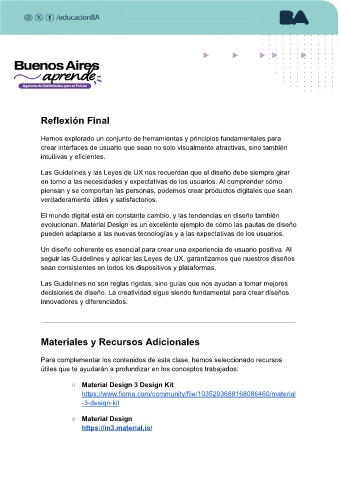 /educacionBA
BA
Buenos Aires
aprende
Agencia de Habilidades para el Futuro
Reflexión Final
Hemos explorado un conjunto de herramientas y principios fundamentales para
crear interfaces de usuario que sean no solo visualmente atractivas, sino también
intuitivas y eficientes.
Las Guidelines y las Leyes de UX nos recuerdan que el diseño debe siempre girar
en torno a las necesidades y expectativas de los usuarios. Al comprender cómo
piensan y se comportan las personas, podemos crear productos digitales que sean
verdaderamente útiles y satisfactorios.
El mundo digital está en constante cambio, y las tendencias en diseño también
evolucionan. Material Design es un excelente ejemplo de cómo las pautas de diseño
pueden adaptarse a las nuevas tecnologías y a las expectativas de los usuarios.
Un diseño coherente es esencial para crear una experiencia de usuario positiva. Al
seguir las Guidelines y aplicar las Leyes de UX, garantizamos que nuestros diseños
sean consistentes en todos los dispositivos y plataformas.
Las Guidelines no son reglas rígidas, sino guías que nos ayudan a tomar mejores
decisiones de diseño. La creatividad sigue siendo fundamental para crear diseños
innovadores y diferenciados.
Materiales y Recursos Adicionales
Para complementar los contenidos de esta clase, hemos seleccionado recursos
útiles que te ayudarán a profundizar en los conceptos trabajados:
○ Material Design 3 Design Kit
https://www.figma.com/community/file/1035203688168086460/material
-3-design-kit
○ Material Design
https://m3.material.io/